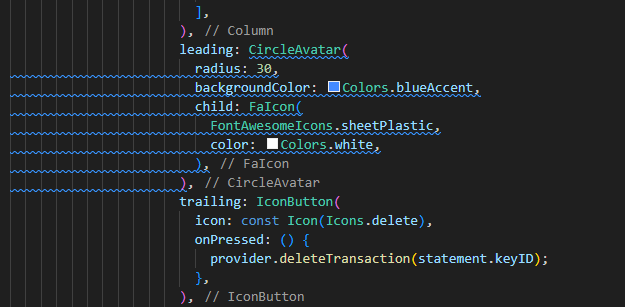 ],
), // Column
leading: CircleAvatar(
radius: 30,
backgroundColor: Colors.blueAccent,
child: FaIcon(
FontAwesomeIcons.sheetPlastic,
color: Colors.white,
), // FaIcon
), // CircleAvatar
trailing: IconButton(
icon: const Icon(Icons.delete),
onPressed: () {
provider.deleteTransaction(statement.keyID);
},
), // IconButton